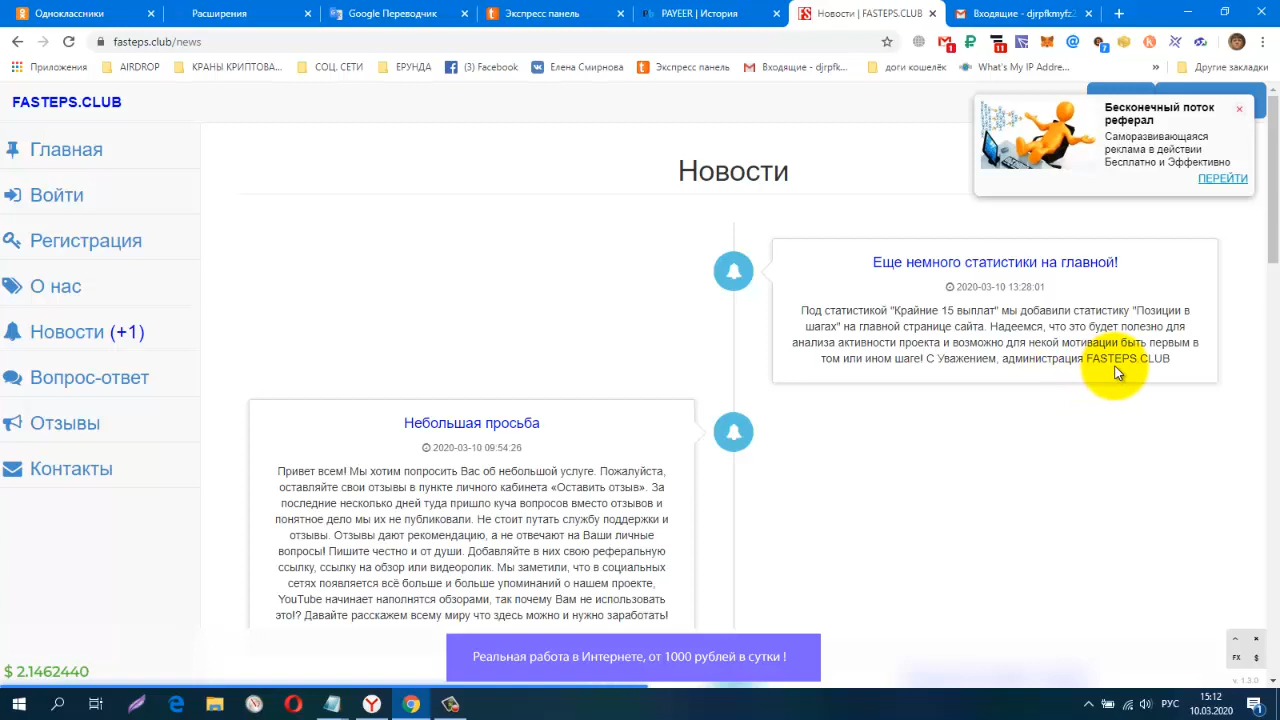 Одноклассники
Расширения
Google Переводчик
Экспресс панель
PAYEER | История
Новости | FASTEPS.CLUB
Входящие - djrpfkmyfz2
fasteps.club/news
1
11
7
Приложения
AIRDROP
КРАНЫ КРИПТОВА...
СОЦ. СЕТИ
ЕРУНДА
(3) Facebook
Елена Смирнова
Экспресс панель
Входящие - djrpfk...
доги кошелёк
What's My IP Addre...
»
Другие закладки
FASTEPS.CLUB
Бесконечный поток
реферал
Саморазвивающаяся
реклама в действии
Бесплатно и Эффективно
ПЕРЕЙТИ
Главная
Войти
Регистрация
О нас
Новости (+1)
Вопрос-ответ
Отзывы
Контакты
Новости
Еще немного статистики на главной!
2020-03-10 13:28:01
Под статистикой "Крайние 15 выплат" мы добавили статистику "Позиции в
шагах" на главной странице сайта. Надеемся, что это будет полезно для
анализа активности проекта и возможно для некой мотивации быть первым в
том или ином шаге! С Уважением, администрация FASTEPS.CLUB
Небольшая просьба
2020-03-10 09:54:26
Привет всем! Мы хотим попросить Вас об небольшой услуге. Пожалуйста,
оставляйте свои отзывы в пункте личного кабинета «Оставить отзыв». За
последние несколько дней туда пришло куча вопросов вместо отзывов и
понятное дело мы их не публиковали. Не стоит путать службу поддержки и
отзывы. Отзывы дают рекомендацию, а не отвечают на Ваши личные
вопросы! Пишите честно и от души. Добавляйте в них свою реферальную
ссылку, ссылку на обзор или видеоролик. Мы заметили, что в социальных
сетях появляется всё больше и больше упоминаний о нашем проекте,
YouTube начинает наполнятся обзорами, так почему Вам не использовать
это!? Давайте расскажем всему миру что здесь можно и нужно заработать!
Реальная работа в Интернете, от 1000 рублей в сутки !
$ 2.1462440
FX $
v. 1.3.0
РУС
15:12
10.03.2020
1